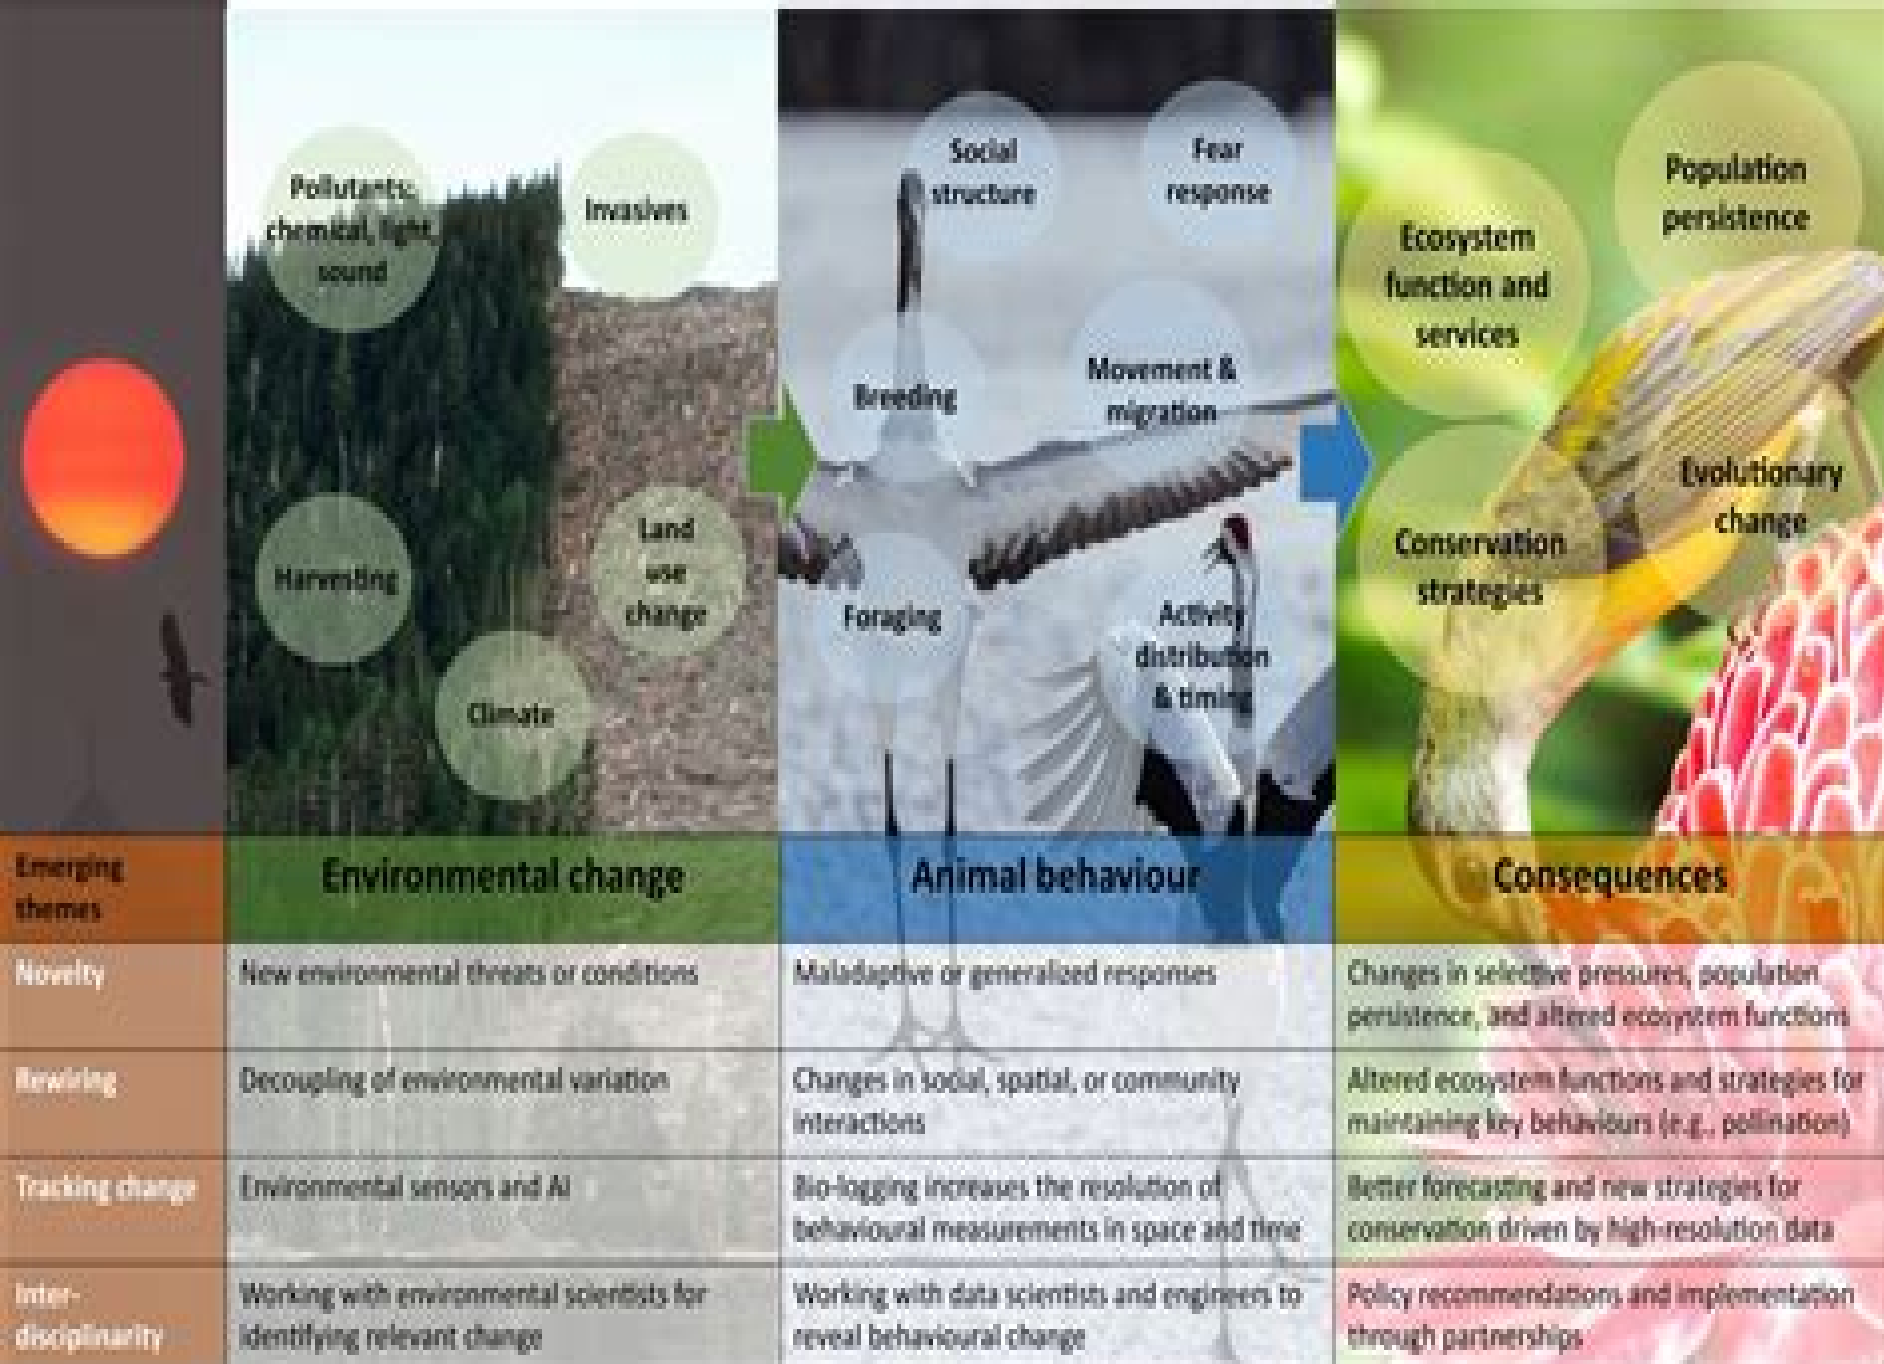 Pollutants:
chemical, light,
sound
Invasives
Harvesting
Land
use
change
Climate
Social
structure
Fear
response
Breeding
Movement &
migration
Foraging
Activity
distribution
& timing
Population
persistence
Ecosystem
function and
services
Evolutionary
change
Conservation
strategies
Emerging
themes
Environmental change
Animal behaviour
Consequences
Novelty
New environmental threats or conditions
Maladaptive or generalized responses
Changes in selective pressures, population
persistence, and altered ecosystem functions
Rewiring
Decoupling of environmental variation
Changes in social, spatial, or community
interactions
Altered ecosystem functions and strategies for
maintaining key behaviours (e.g., pollination)
Tracking change
Environmental sensors and AI
Bio-logging increases the resolution of
behavioural measurements in space and time
Better forecasting and new strategies for
conservation driven by high-resolution data
Inter-
disciplinarity
Working with environmental scientists for
identifying relevant change
Working with data scientists and engineers to
reveal behavioural change
Policy recommendations and implementation
through partnerships